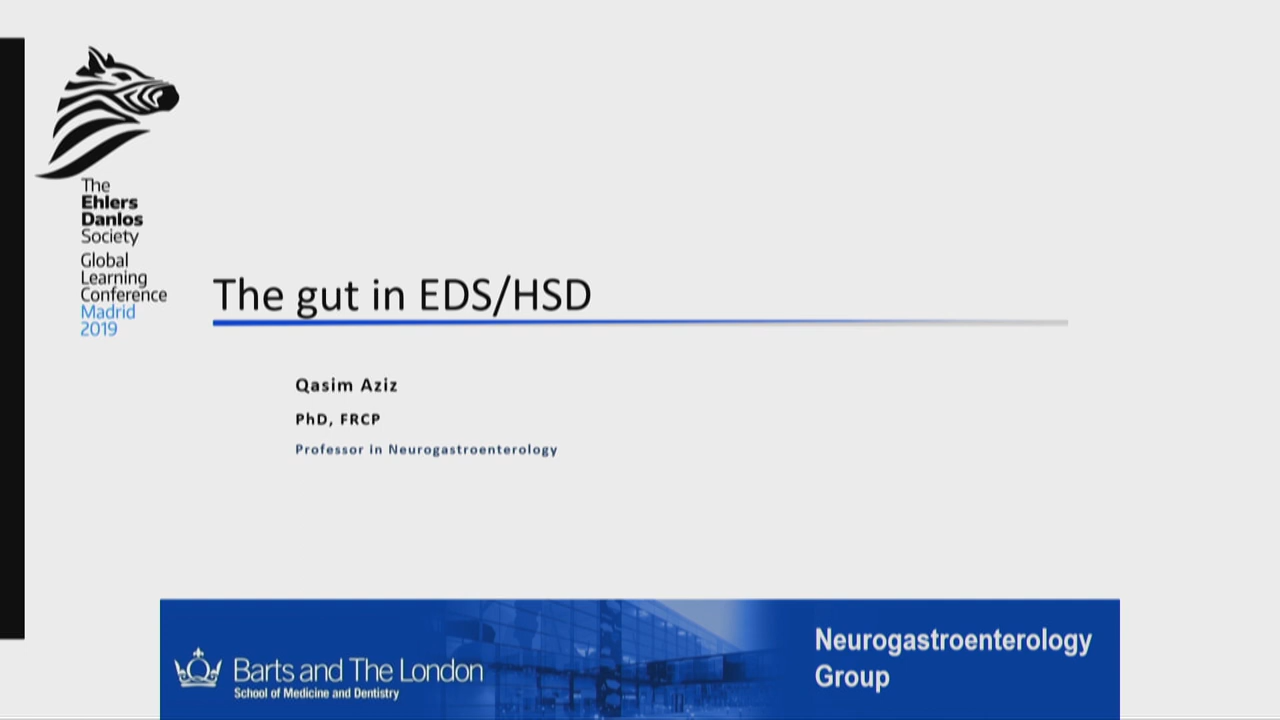 The
Ehlers
Danlos
Society
Global
Learning
Conference
Madrid
2019
The gut in EDS/HSD
Qasim Aziz
PhD, FRCP
Professor in Neurogastroenterology
Barts and The London
School of Medicine and Dentistry
Neurogastroenterology
Group